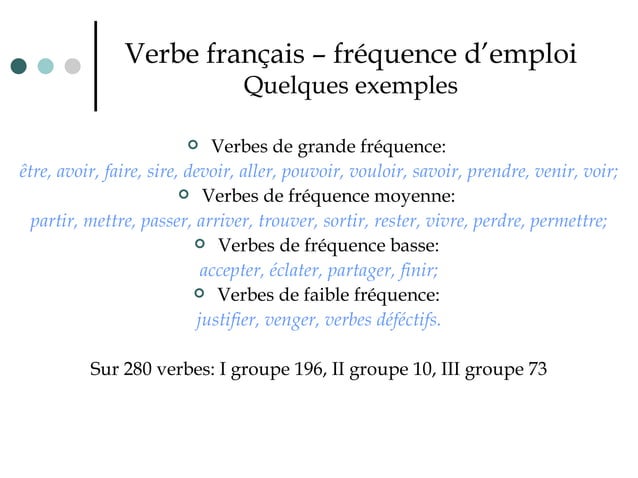 Verbe français – fréquence d’emploi
Quelques exemples
Verbes de grande fréquence:
être, avoir, faire, sire, devoir, aller, pouvoir, vouloir, savoir, prendre, venir, voir;
Verbes de fréquence moyenne:
partir, mettre, passer, arriver, trouver, sortir, rester, vivre, perdre, permettre;
Verbes de fréquence basse:
accepter, éclater, partager, finir;
Verbes de faible fréquence:
justifier, venger, verbes déféctifs.
Sur 280 verbes: I groupe 196, II groupe 10, III groupe 73